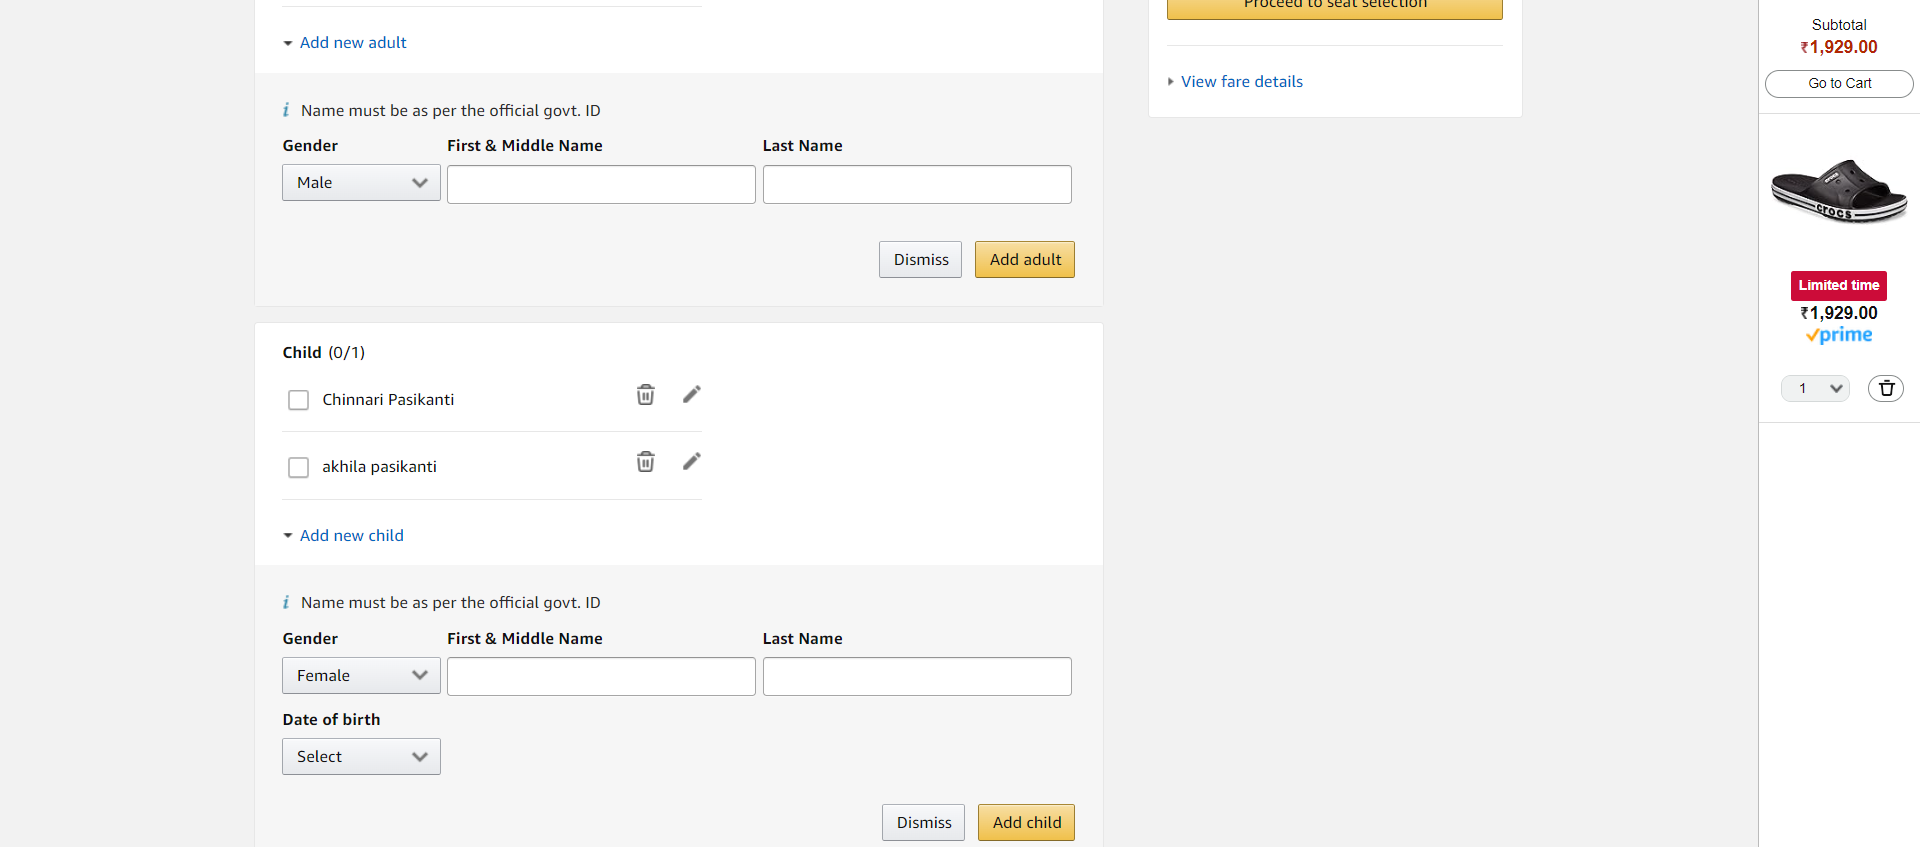 Add new adult
Name must be as per the official govt. ID
Gender
First & Middle Name
Last Name
Male
Dismiss
Add adult
Child (0/1)
Chinnari Pasikanti
akhila pasikanti
Add new child
Name must be as per the official govt. ID
Gender
First & Middle Name
Last Name
Female
Date of birth
Select
Dismiss
Add child
Proceed to seat selection
View fare details
Subtotal
₹1,929.00
Go to Cart
crocs
Limited time
₹1,929.00
prime
1